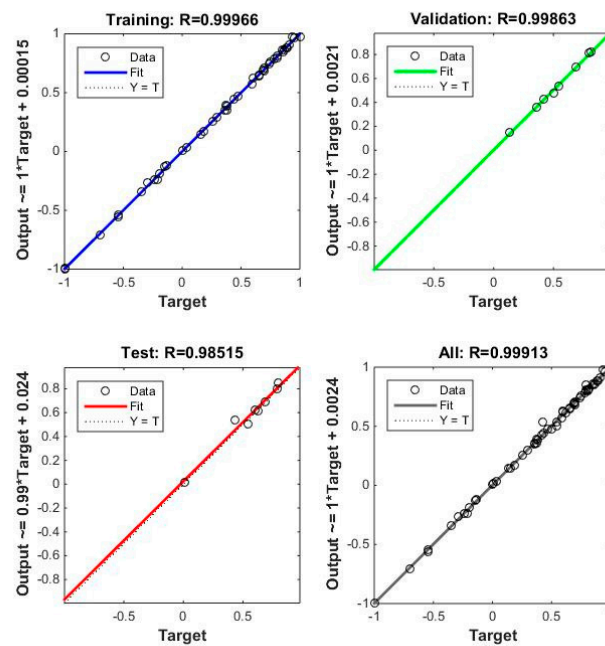 Training: R=0.99966
Output ~= 1*Target + 0.00015
1
0.5
0
-0.5
-1
Data
Fit
Y = T
-1
-0.5
0
0.5
1
Target
Validation: R=0.99863
Output ~= 1*Target + 0.0021
0.8
0.6
0.4
0.2
0
-0.2
-0.4
-0.6
-0.8
Data
Fit
Y = T
-0.5
0
0.5
Target
Test: R=0.98515
Output ~= 0.99*Target + 0.024
0.8
0.6
0.4
0.2
0
-0.2
-0.4
-0.6
-0.8
Data
Fit
Y = T
-0.5
0
0.5
Target
All: R=0.99913
Output ~= 1*Target + 0.0024
1
0.5
0
-0.5
-1
Data
Fit
Y = T
-1
-0.5
0
0.5
Target